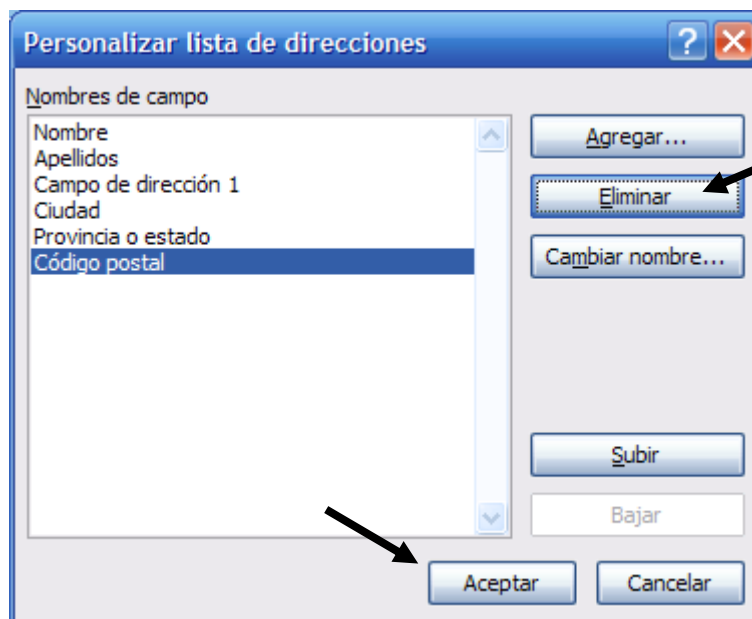 Personalizar lista de direcciones
?
Nombres de campo
Nombre
Apellidos
Campo de dirección 1
Ciudad
Provincia o estado
Código postal
Agregar...
Eliminar
Cambiar nombre...
Subir
Bajar
Aceptar
Cancelar